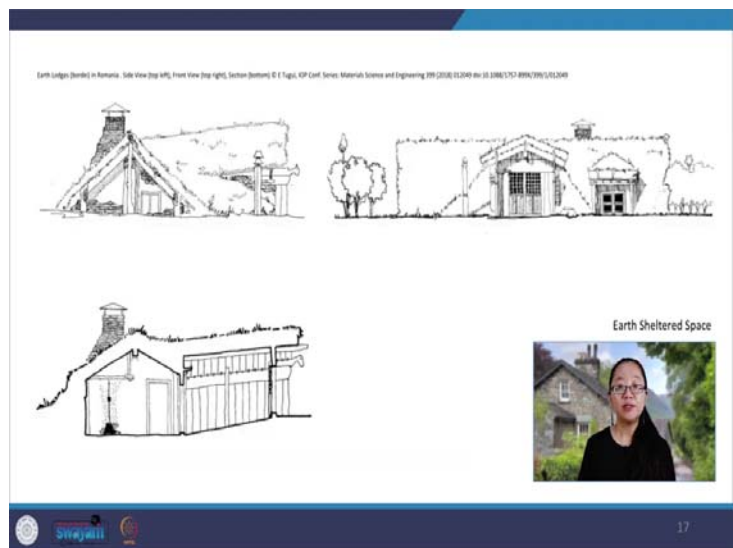 Earth Lodges (bordei) in Romania . Side View (top left), Front View (top right), Section (bottom) © E Tugui, IOP Conf. Series: Materials Science and Engineering 399 (2018) 012049 doi:10.1088/1757-899X/399/1/012049
Earth Sheltered Space
swayam
17